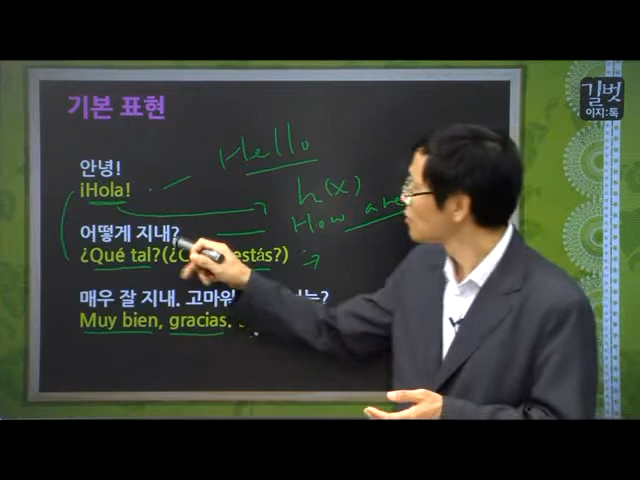 기본 표현
안녕!
¡Hola!
Hello
h(x)
어떻게 지내?
How are
¿Qué tal?(¿ estás?)
매우 잘 지내. 고마워
Muy bien, gracias.
길벗
이지:톡